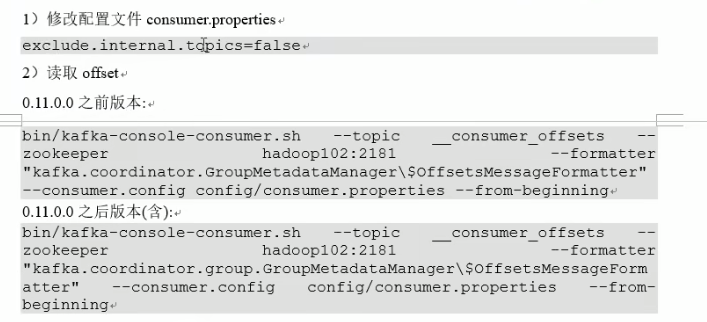 1）修改配置文件 consumer.properties
exclude.internal.topics=false
2）读取 offset
0.11.0.0 之前版本:
bin/kafka-console-consumer.sh --topic __consumer_offsets --
zookeeper hadoop102:2181 --formatter
"kafka.coordinator.GroupMetadataManager\$OffsetsMessageFormatter"
--consumer.config config/consumer.properties --from-beginning
0.11.0.0 之后版本(含):
bin/kafka-console-consumer.sh --topic __consumer_offsets --
zookeeper hadoop102:2181 --formatter
"kafka.coordinator.group.GroupMetadataManager\$OffsetsMessageForm
atter" --consumer.config config/consumer.properties --from-
beginning